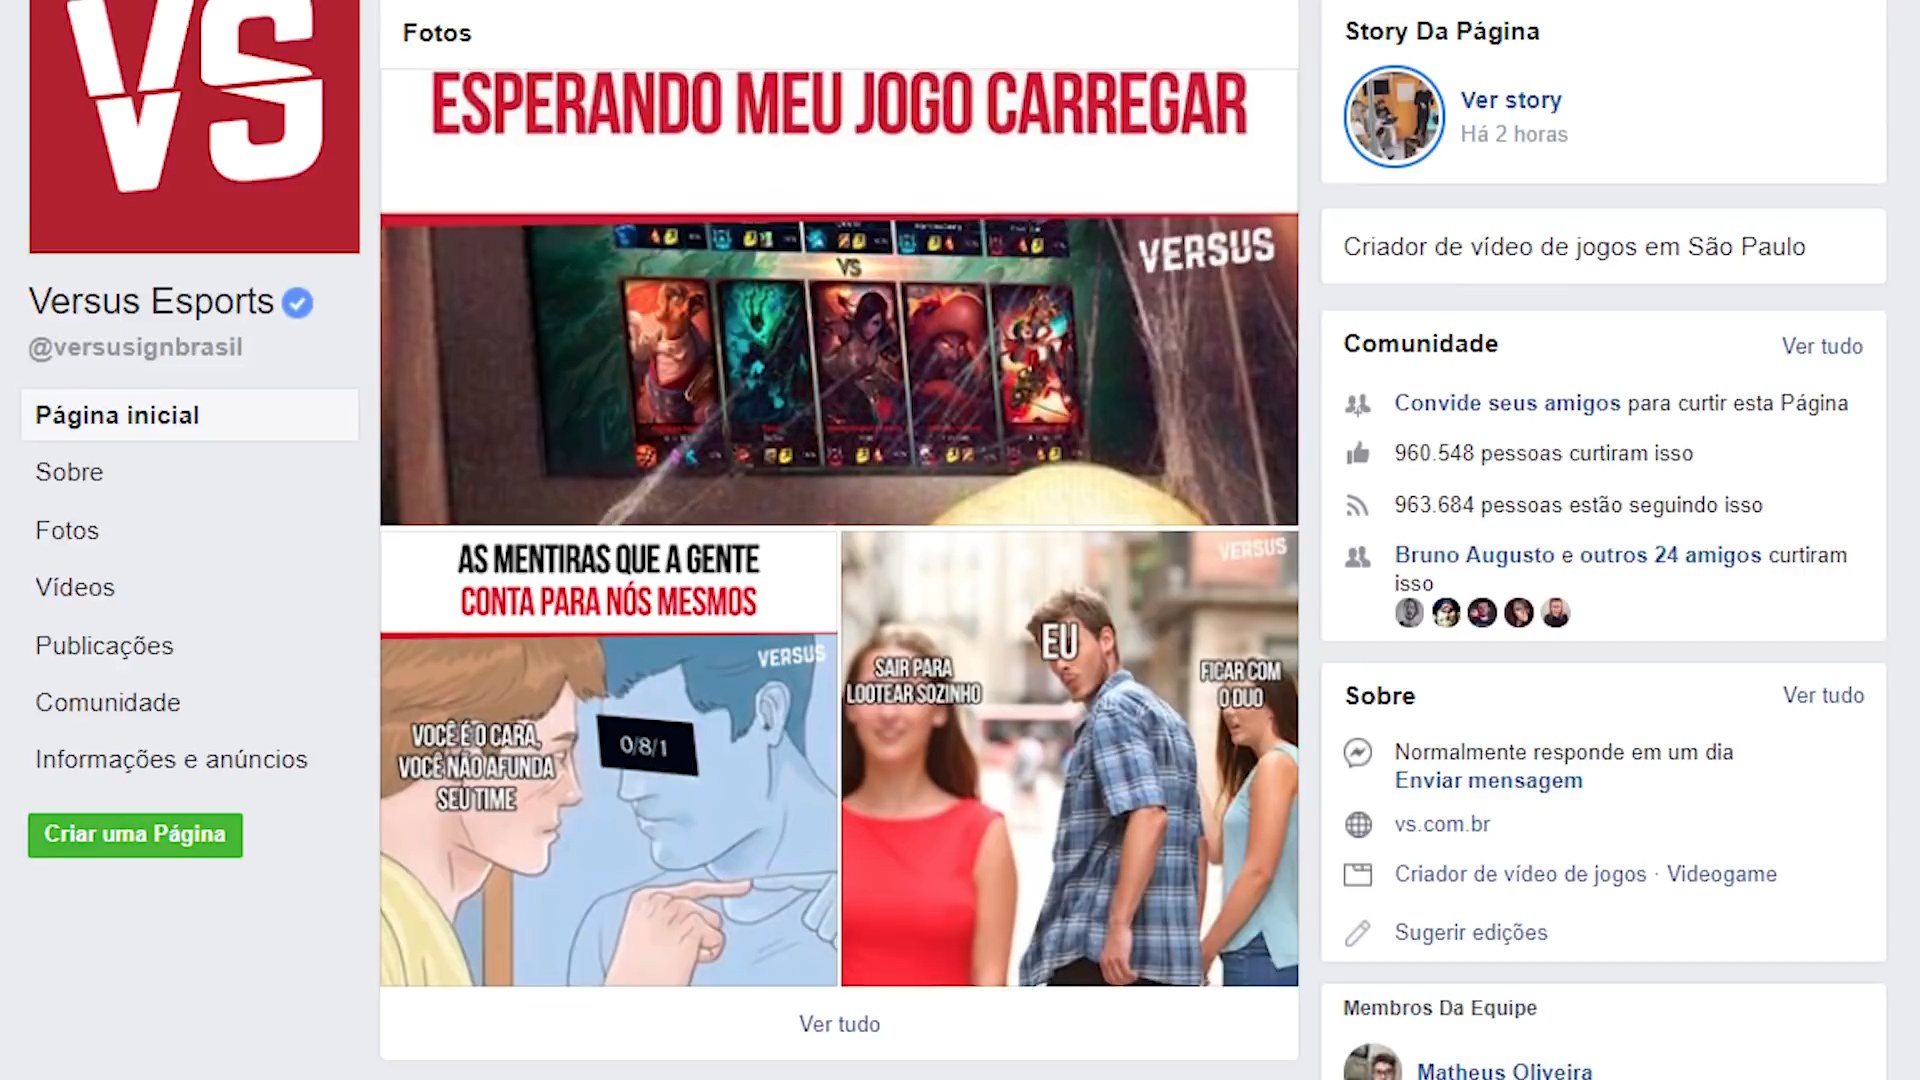 VS
Versus Esports
@versusignbrasil
Página inicial
Sobre
Fotos
Vídeos
Publicações
Comunidade
Informações e anúncios
Criar uma Página
Fotos
ESPERANDO MEU JOGO CARREGAR
VERSUS
VS
AS MENTIRAS QUE A GENTE
CONTA PARA NÓS MESMOS
VERSUS
VOCÊ É O CARA,
VOCÊ NÃO AFUNDA
SEU TIME
0/8/1
VERSUS
EU
SAIR PARA
LOOTEAR SOZINHO
FICAR COM
O DUO
Ver tudo
Story Da Página
Ver story
Há 2 horas
Criador de vídeo de jogos em São Paulo
Comunidade
Ver tudo
Convide seus amigos para curtir esta Página
960.548 pessoas curtiram isso
963.684 pessoas estão seguindo isso
Bruno Augusto e outros 24 amigos curtiram
isso
Sobre
Ver tudo
Normalmente responde em um dia
Enviar mensagem
vs.com.br
Criador de vídeo de jogos · Videogame
Sugerir edições
Membros Da Equipe
Matheus Oliveira